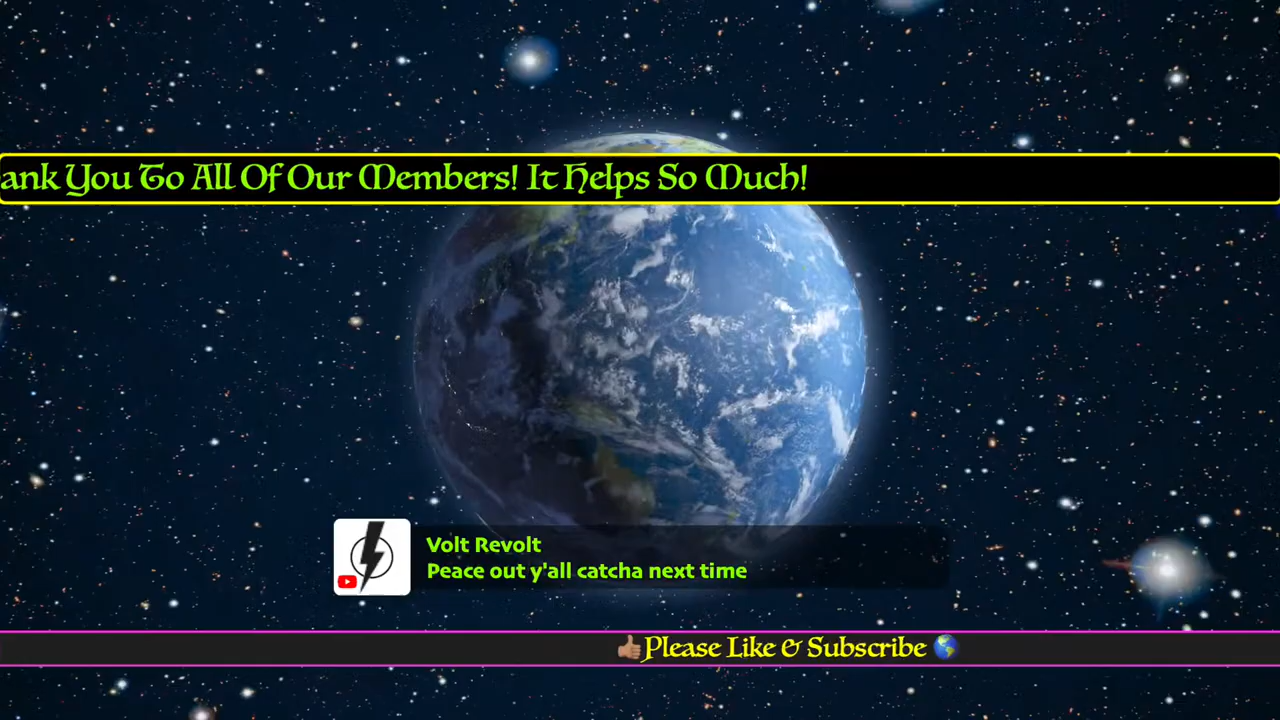 ank You To All Of Our Members! It Helps So Much!
Volt Revolt
Peace out y'all catcha next time
👍🏽Please Like & Subscribe 🌎